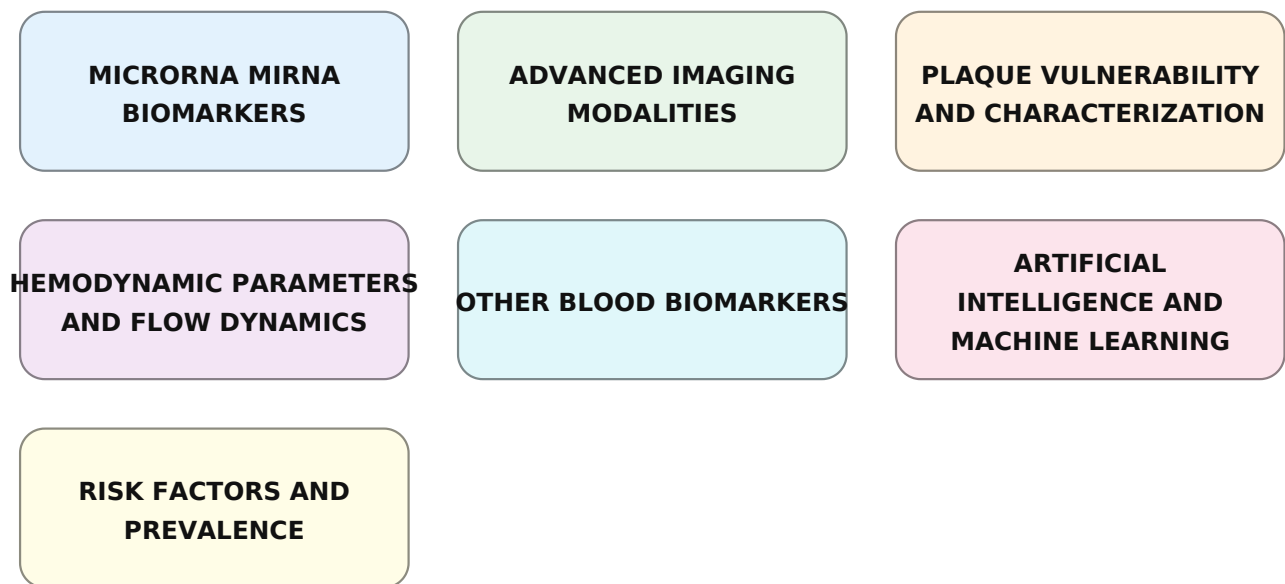 MICRORNA MIRNA
BIOMARKERS
ADVANCED IMAGING
MODALITIES
PLAQUE VULNERABILITY
AND CHARACTERIZATION
HEMODYNAMIC PARAMETERS
AND FLOW DYNAMICS
OTHER BLOOD BIOMARKERS
ARTIFICIAL
INTELLIGENCE AND
MACHINE LEARNING
RISK FACTORS AND
PREVALENCE